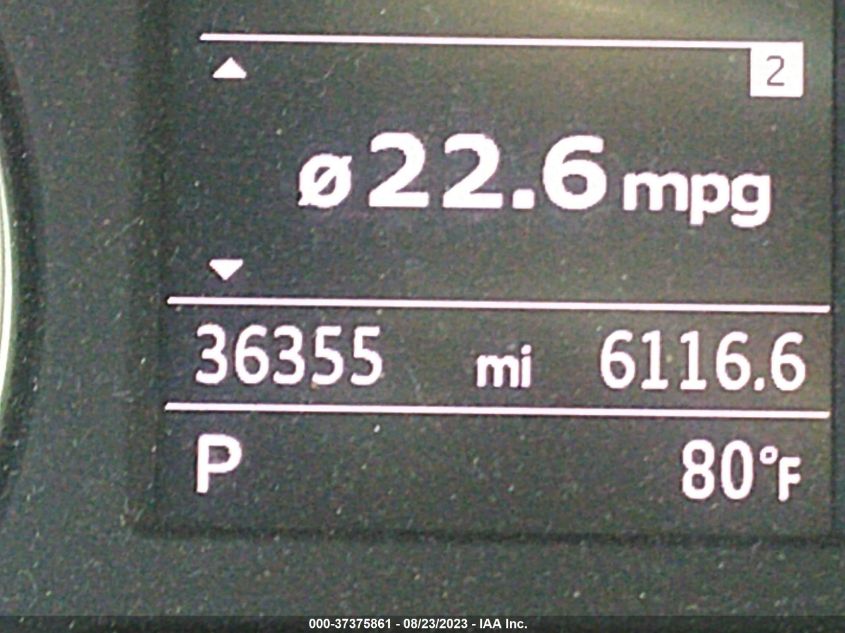 2
ø22.6 mpg
36355 mi 6116.6
P 80°F
000-37375861 - 08/23/2023 - IAA Inc.